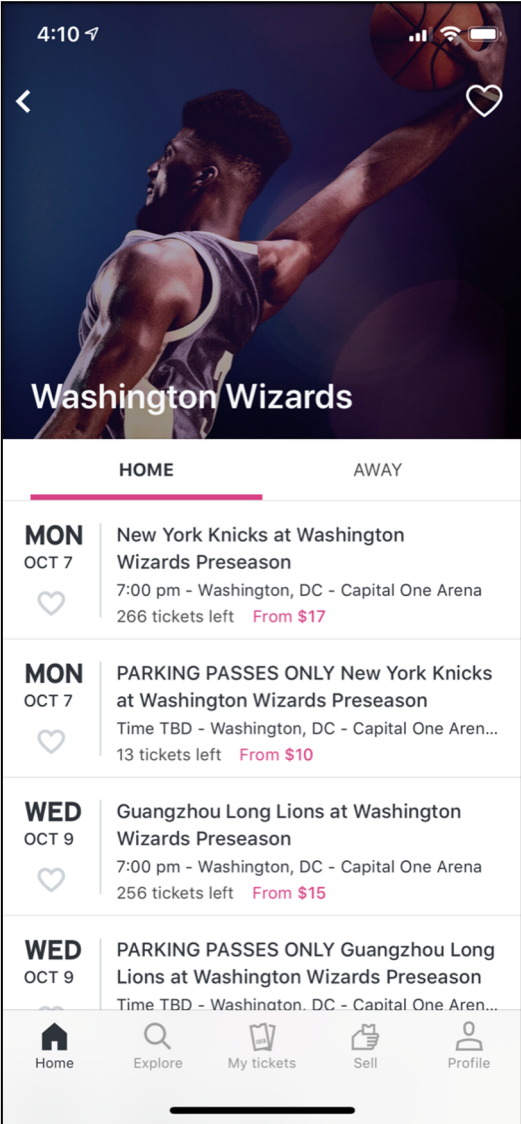 4:10
Washington Wizards
HOME AWAY
MON
OCT 7
New York Knicks at Washington
Wizards Preseason
7:00 pm - Washington, DC - Capital One Arena
266 tickets left From $17
MON
OCT 7
PARKING PASSES ONLY New York Knicks
at Washington Wizards Preseason
Time TBD - Washington, DC - Capital One Aren...
13 tickets left From $10
WED
OCT 9
Guangzhou Long Lions at Washington
Wizards Preseason
7:00 pm - Washington, DC - Capital One Arena
256 tickets left From $15
WED
OCT 9
PARKING PASSES ONLY Guangzhou Long
Lions at Washington Wizards Preseason
Time TBD - Washington, DC - Capital One Aren...
Home Explore My tickets Sell Profile